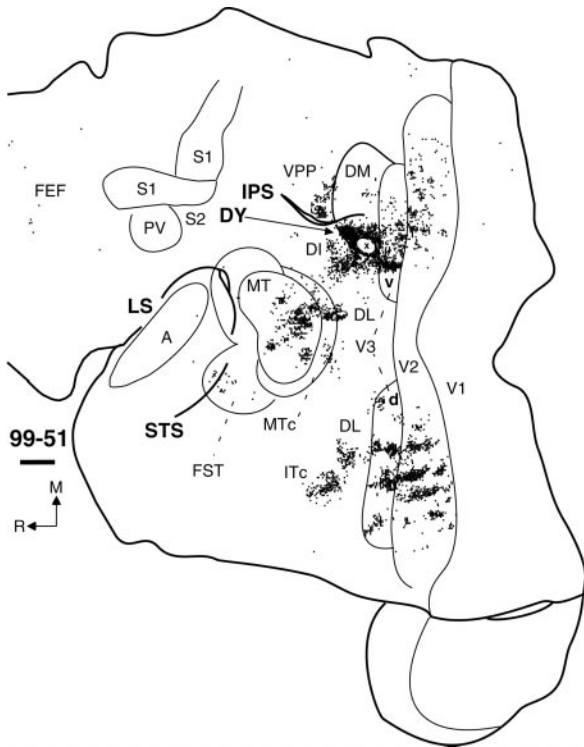 S1
VPP
DM
FEF
S1
IPS
PV
S2
DY
DI
x
MT
v
LS
DL
A
V3
V2
V1
d
STS
MTc
DL
99-51
FST
ITc
M
R